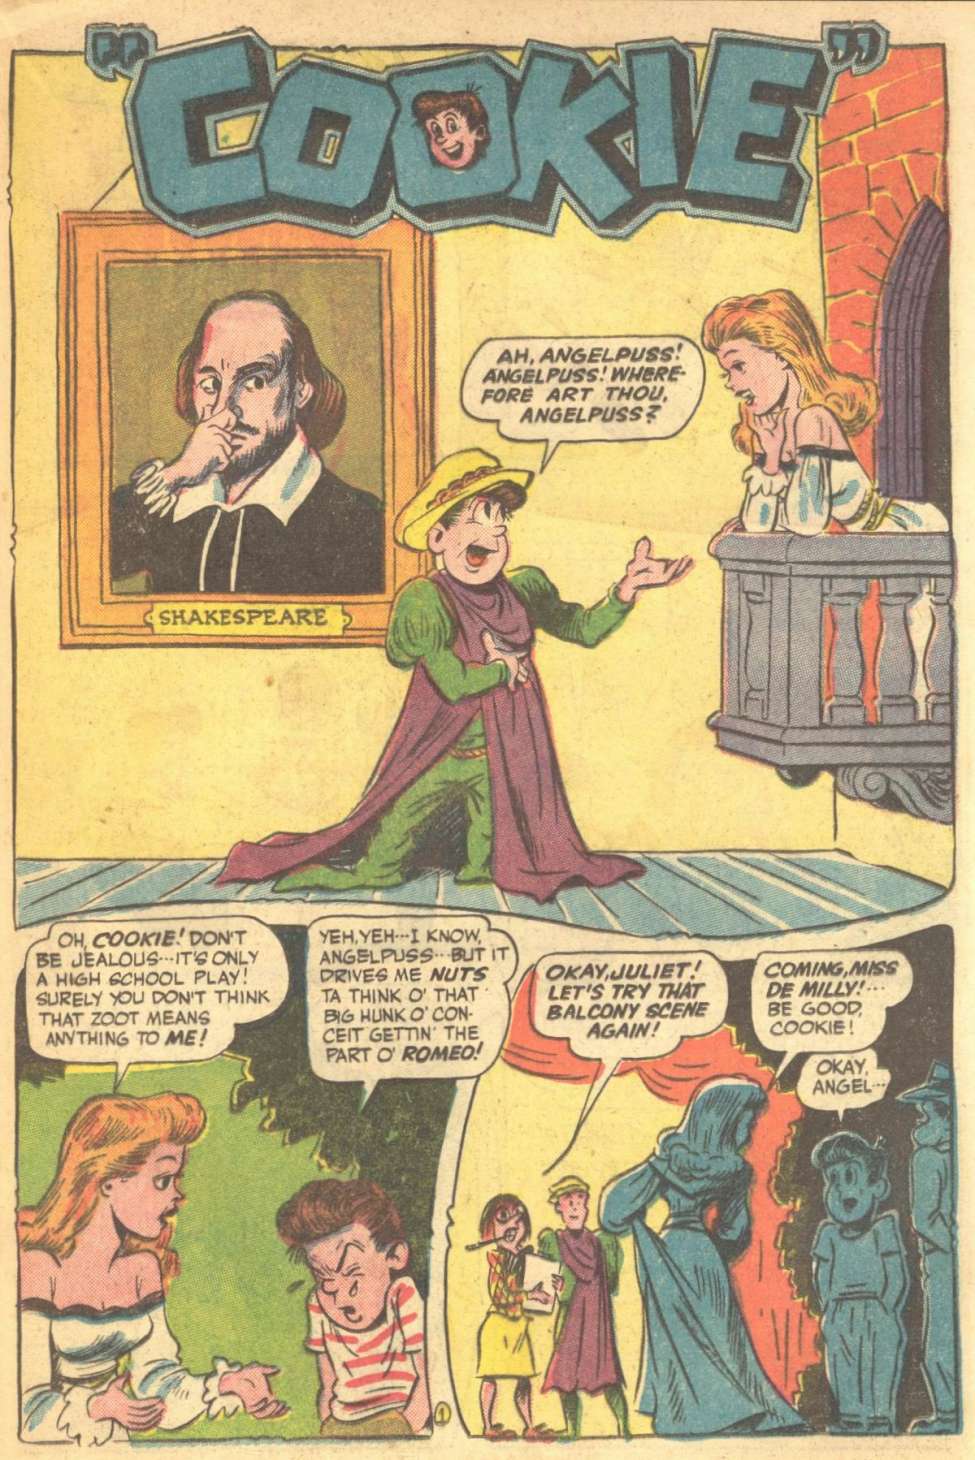 "COOKIE"
AH, ANGELPUSS!
ANGELPUSS! WHERE-
FORE ART THOU,
ANGELPUSS?
SHAKESPEARE
OH, COOKIE! DON'T
BE JEALOUS---IT'S ONLY
A HIGH SCHOOL PLAY!
SURELY YOU DON'T THINK
THAT ZOOT MEANS
ANYTHING TO ME!
YEH, YEH---I KNOW,
ANGELPUSS---BUT IT
DRIVES ME NUTS
TA THINK O' THAT
BIG HUNK O' CON-
CEIT GETTIN' THE
PART O' ROMEO!
1
OKAY, JULIET!
LET'S TRY THAT
BALCONY SCENE
AGAIN!
COMING, MISS
DE MILLY!---
BE GOOD,
COOKIE!
OKAY,
ANGEL---